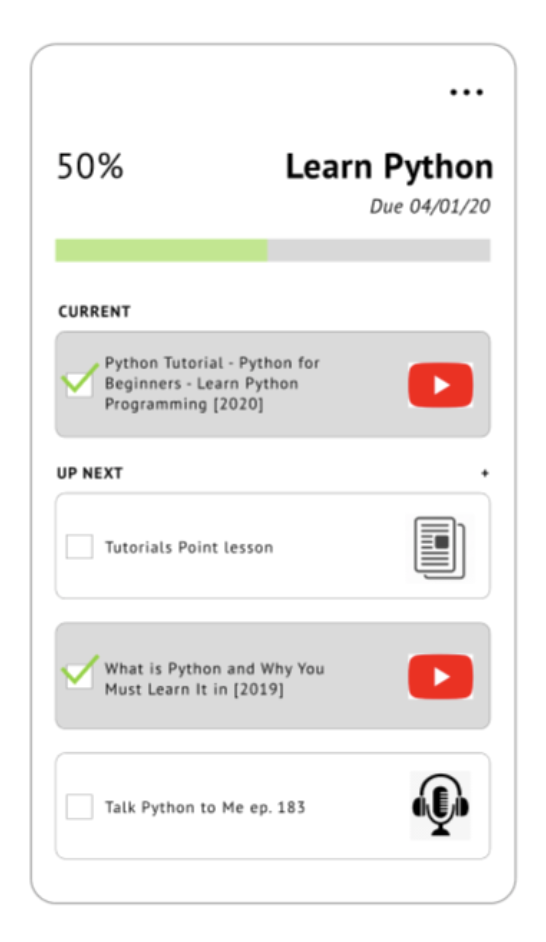 50%
Learn Python
Due 04/01/20
CURRENT
Python Tutorial - Python for
Beginners - Learn Python
Programming [2020]
UP NEXT +
Tutorials Point lesson
What is Python and Why You
Must Learn It in [2019]
Talk Python to Me ep. 183